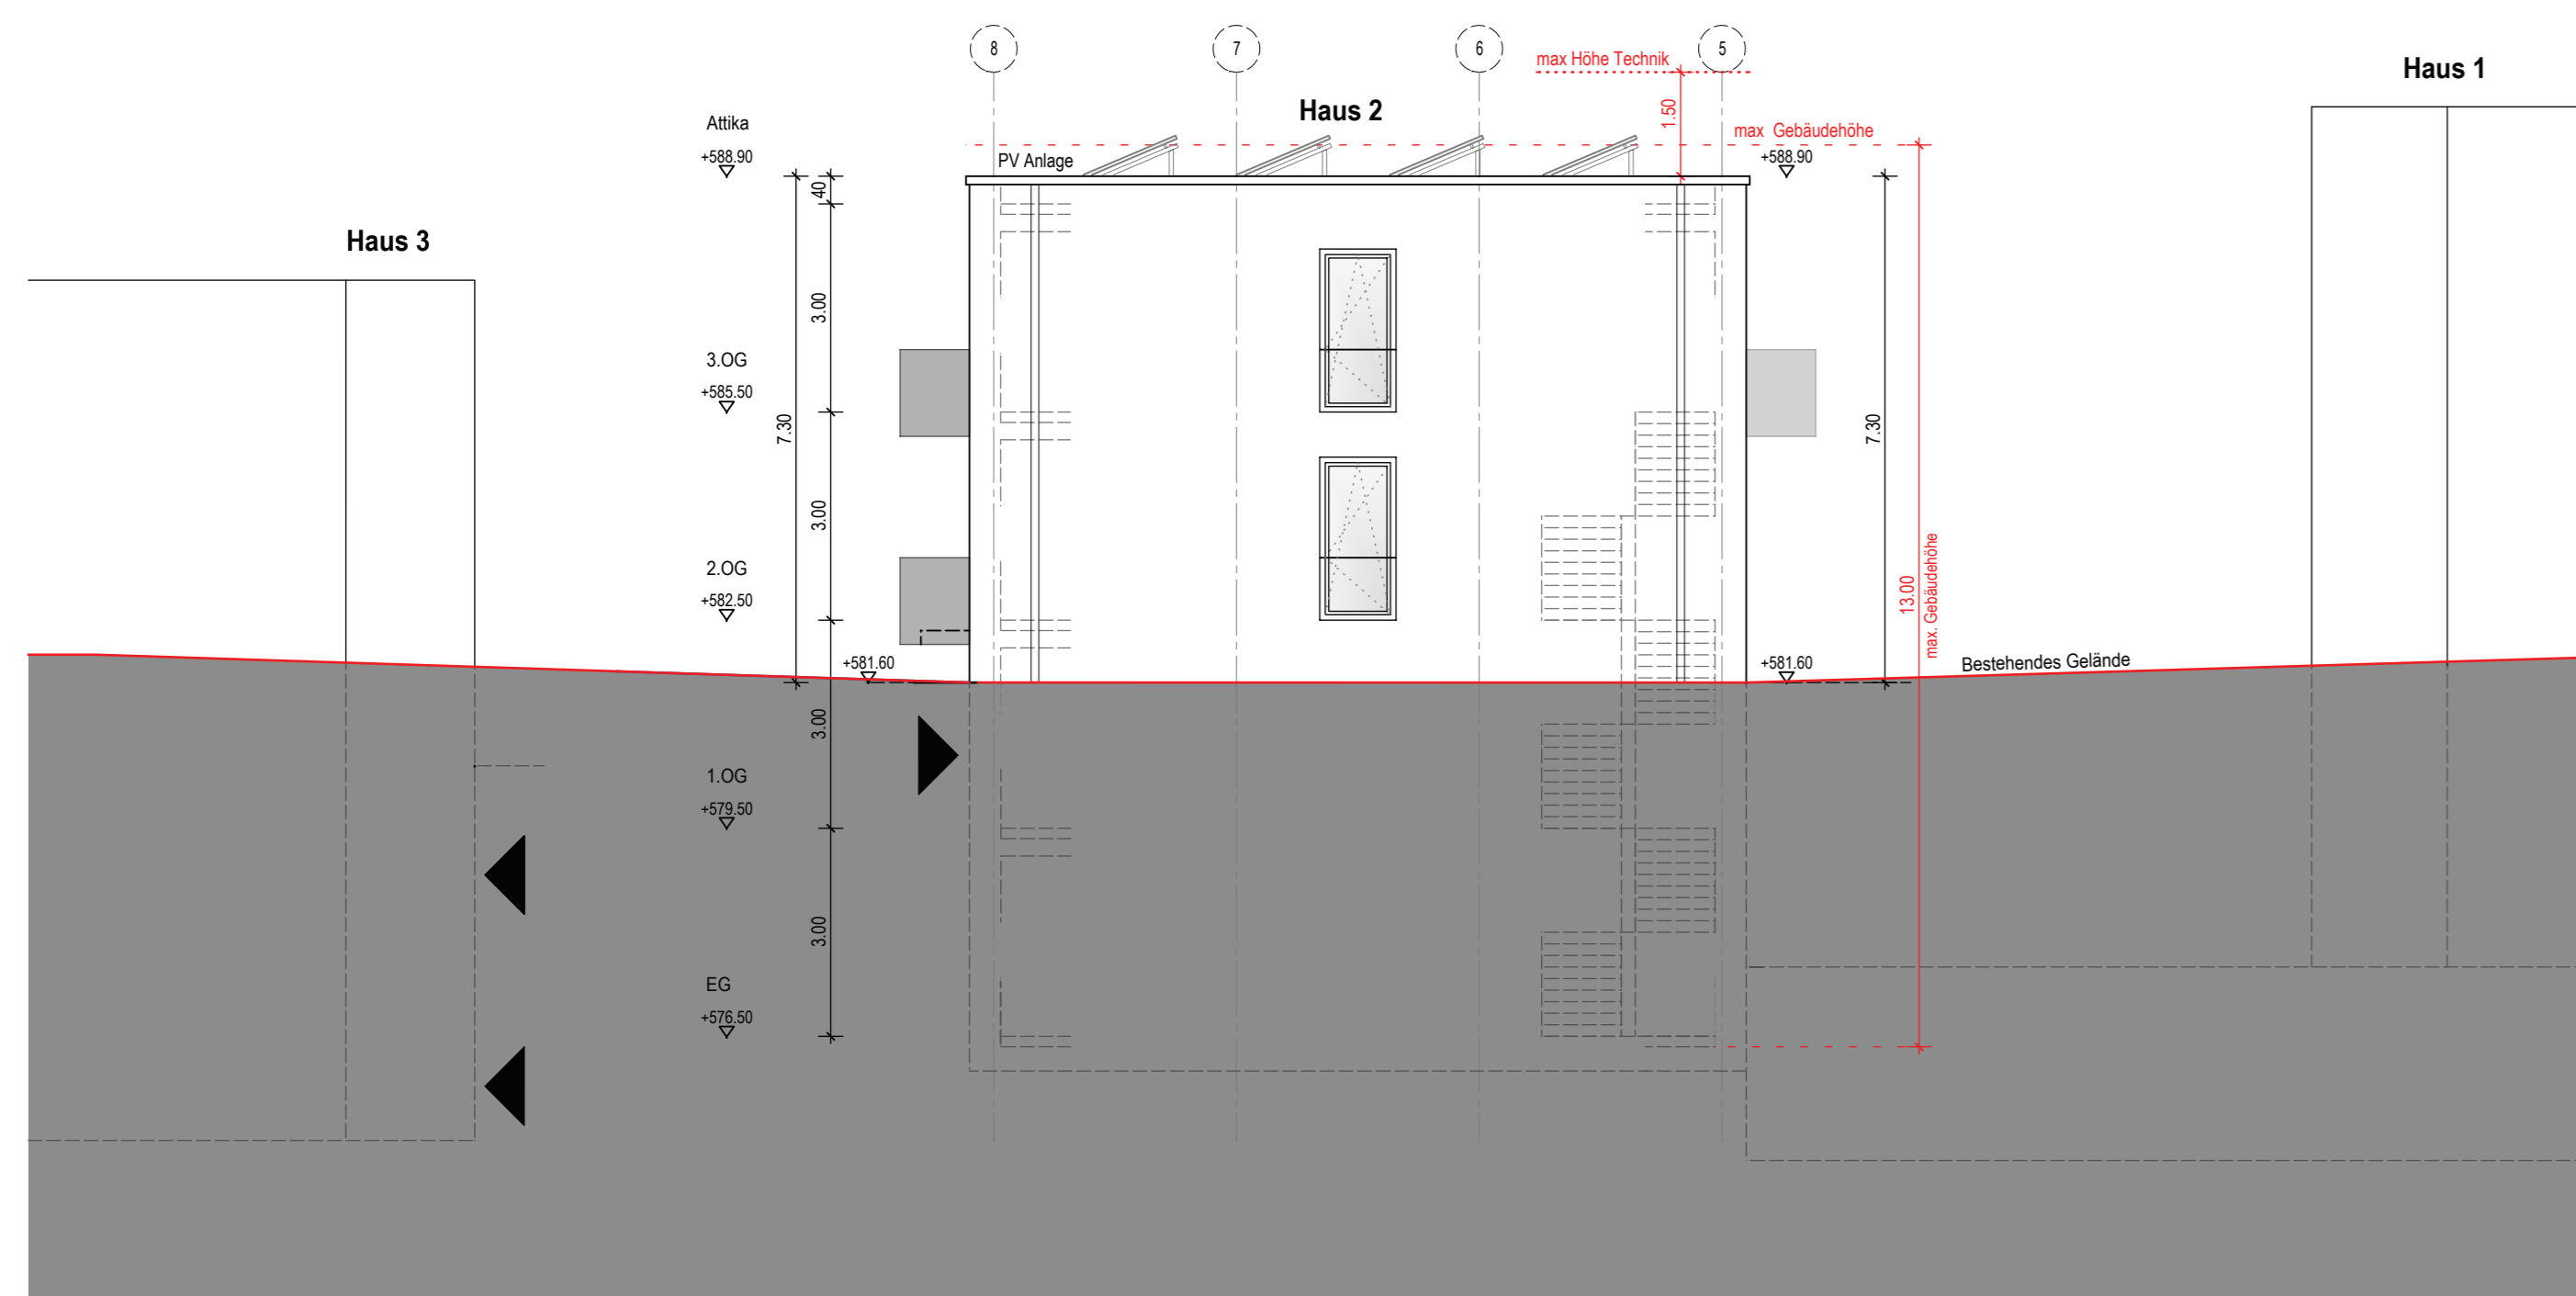 8
7
6
5
max Höhe Technik
1.50
Haus 1
Haus 2
Attika
+588.90
max Gebäudehöhe
+588.90
PV Anlage
40
Haus 3
3.00
3.OG
+585.50
7.30
7.30
3.00
2.OG
+582.50
13.00
max. Gebäudehöhe
+581.60
+581.60
Bestehendes Gelände
3.00
1.OG
+579.50
3.00
EG
+576.50